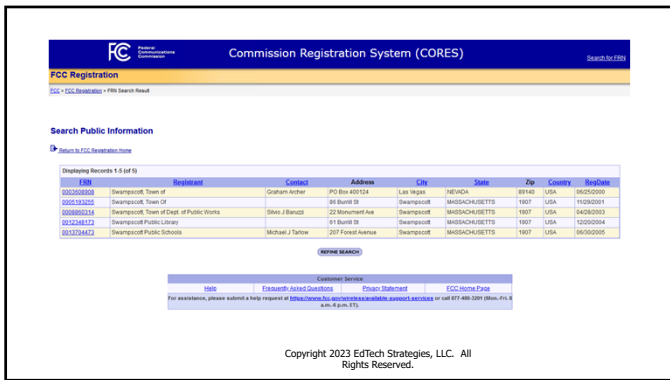 FCC Federal Communications Commission
Commission Registration System (CORES)
Search for FRN
FCC Registration
FCC > FCC Registration > FRN Search Result
Search Public Information
Return to FCC Registration Home
Displaying Records 1-5 (of 5)
FRN Registrant Contact Address City State Zip Country RegDate
0003608908 Swampscott, Town of Graham Archer PO Box 400124 Las Vegas NEVADA 89140 USA 06/25/2000
0005193255 Swampscott, Town Of 86 Burrill St Swampscott MASSACHUSETTS 1907 USA 11/29/2001
0008860314 Swampscott, Town of Dept. of Public Works Silvio J Baruzzi 22 Monument Ave Swampscott MASSACHUSETTS 1907 USA 04/28/2003
0012348173 Swampscott Public Library 61 Burrill St Swampscott MASSACHUSETTS 1907 USA 12/20/2004
0013704473 Swampscott Public Schools Michael J Tarlow 207 Forest Avenue Swampscott MASSACHUSETTS 1907 USA 06/30/2005
REFINE SEARCH
Customer Service
Help Frequently Asked Questions Privacy Statement FCC Home Page
For assistance, please submit a help request at https://www.fcc.gov/wireless/available-support-services or call 877-480-3201 (Mon.-Fri. 8
a.m.-6 p.m. ET).
Copyright 2023 EdTech Strategies, LLC. All
Rights Reserved.